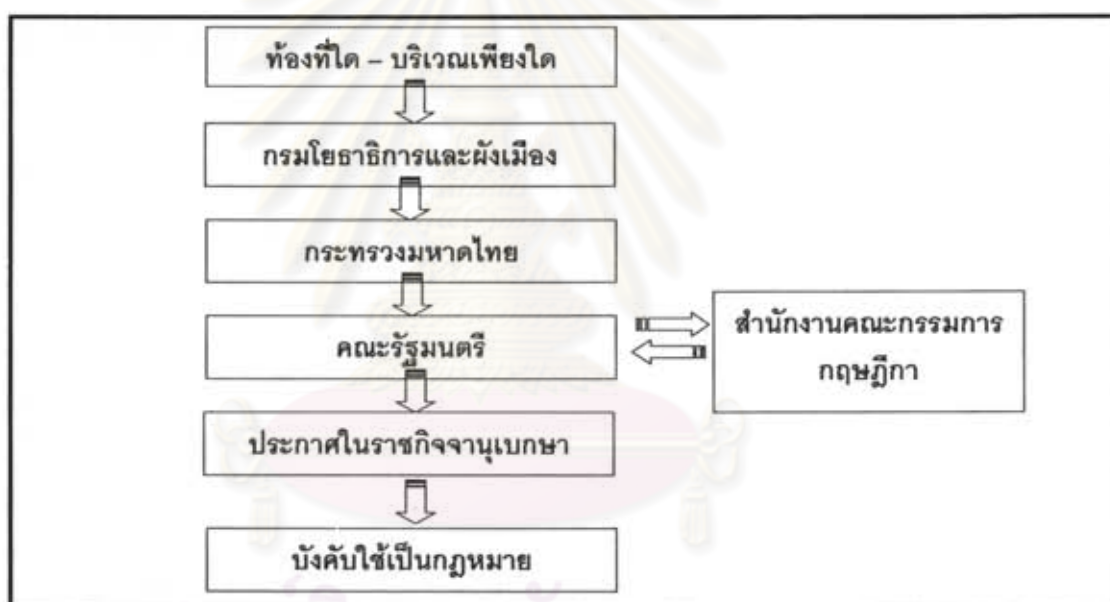 ท้องที่ใด – บริเวณเพียงใด
กรมโยธาธิการและผังเมือง
กระทรวงมหาดไทย
คณะรัฐมนตรี
สำนักงานคณะกรรมการ
กฤษฎีกา
ประกาศในราชกิจจานุเบกษา
บังคับใช้เป็นกฎหมาย